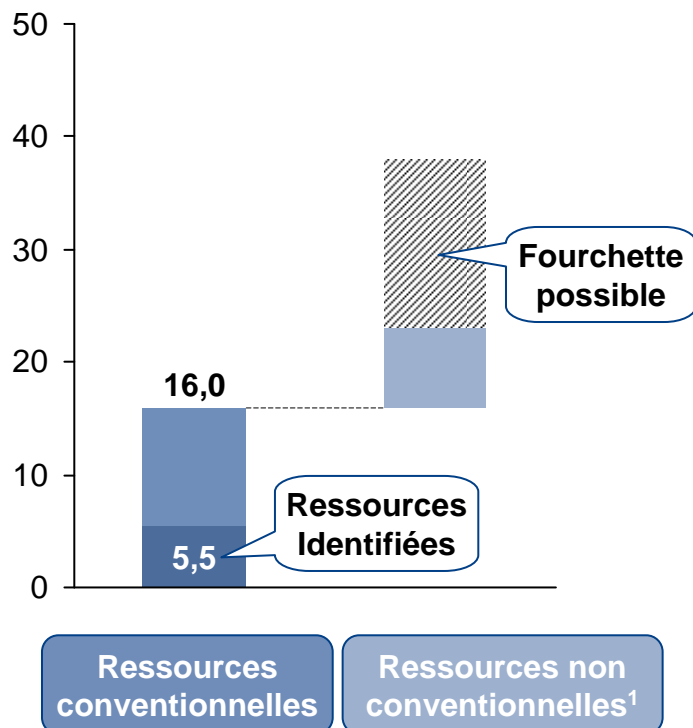 50
40
30
20
10
0
Fourchette
possible
16,0
Ressources
Identifiées
5,5
Ressources
conventionnelles
Ressources non
conventionnelles¹